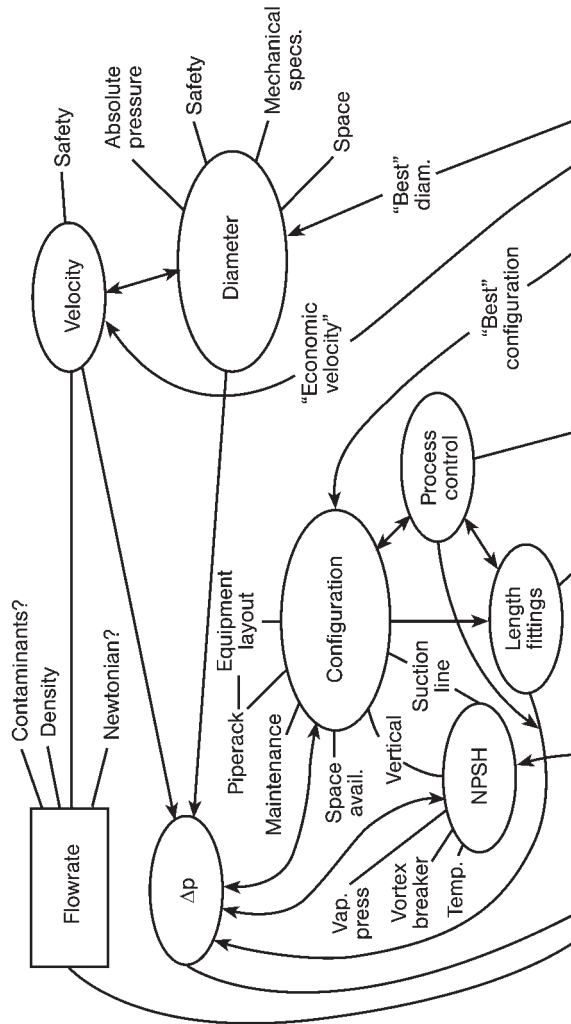 Contaminants?
Density
Newtonian?
Flowrate
Velocity
Safety
Absolute
pressure
Safety
Mechanical
specs.
Space
Diameter
"Best"
diam.
"Economic
velocity"
"Best"
configuration
Δp
Piperack
Equipment
layout
Maintenance
Space
avail.
Configuration
Vertical
Suction
line
Process
control
Length
fittings
NPSH
Vap.
press
Vortex
breaker
Temp.